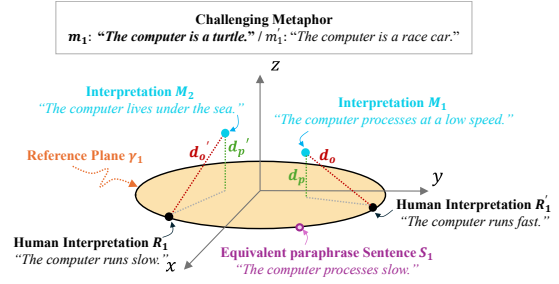 Challenging Metaphor
m₁: "The computer is a turtle." / m₁′: "The computer is a race car."
z
Interpretation M₂
"The computer lives under the sea."
Interpretation M₁
"The computer processes at a low speed."
dₒ′
dₚ′
dₒ
dₚ
Reference Plane γ₁
y
Human Interpretation R₁
"The computer runs slow."
Human Interpretation R₁′
"The computer runs fast."
x
Equivalent paraphrase Sentence S₁
"The computer processes slow."